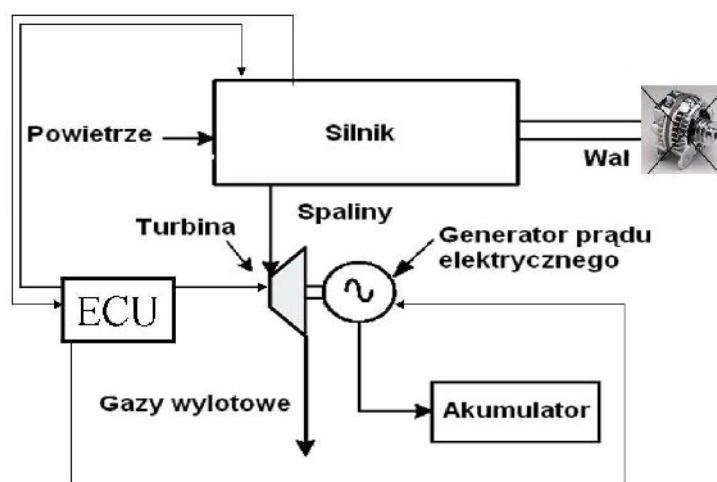 Silnik
Powietrze
Wał
Spaliny
Turbina
Generator prądu
elektrycznego
ECU
Gazy wylotowe
Akumulator